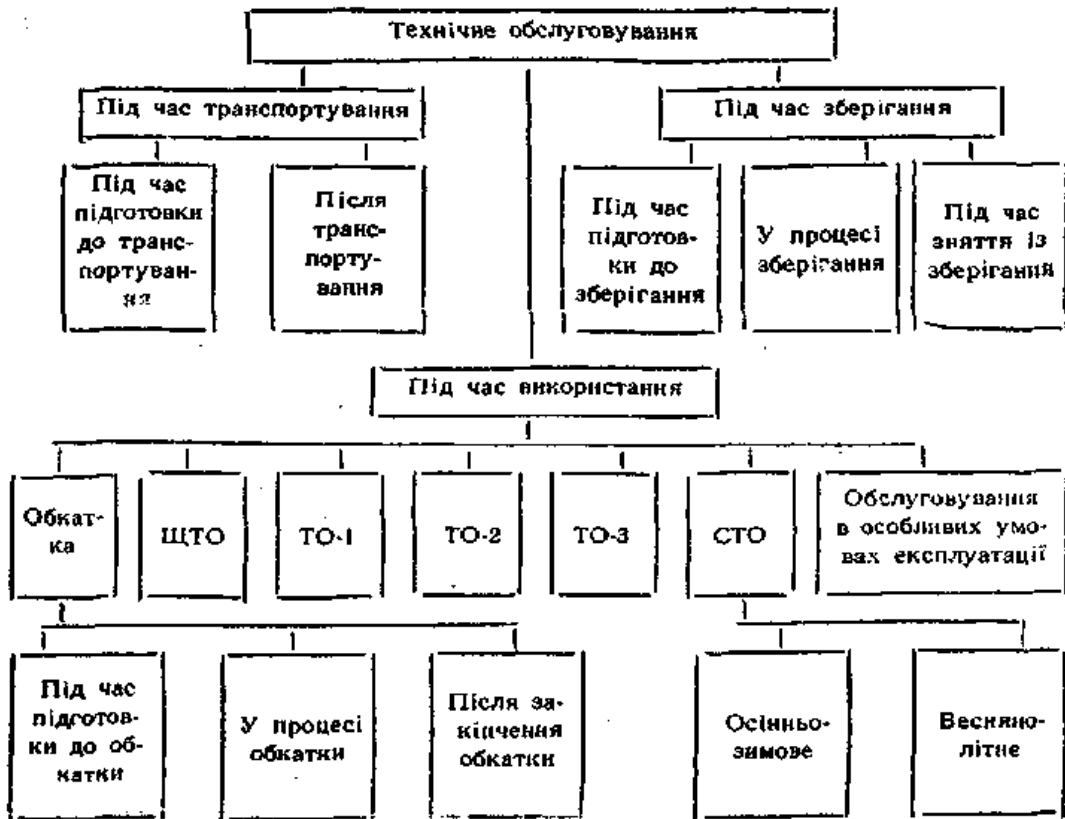 Технічне обслуговування
Під час транспортування
Під час зберігання
Під час
підготовки
до транс-
портуван-
ня
Після
транс-
порту-
вання
Під час
підготов-
ки до
зберігання
У процесі
зберігання
Під час
зняття із
зберігання
Під час використання
Обкат-
ка
ЩТО
ТО-1
ТО-2
ТО-3
СТО
Обслуговування
в особливих умо-
вах експлуатації
Під час
підготов-
ки до об-
катки
У процесі
обкатки
Після за-
кінчення
обкатки
Осінньо-
зимове
Весняно-
літнє